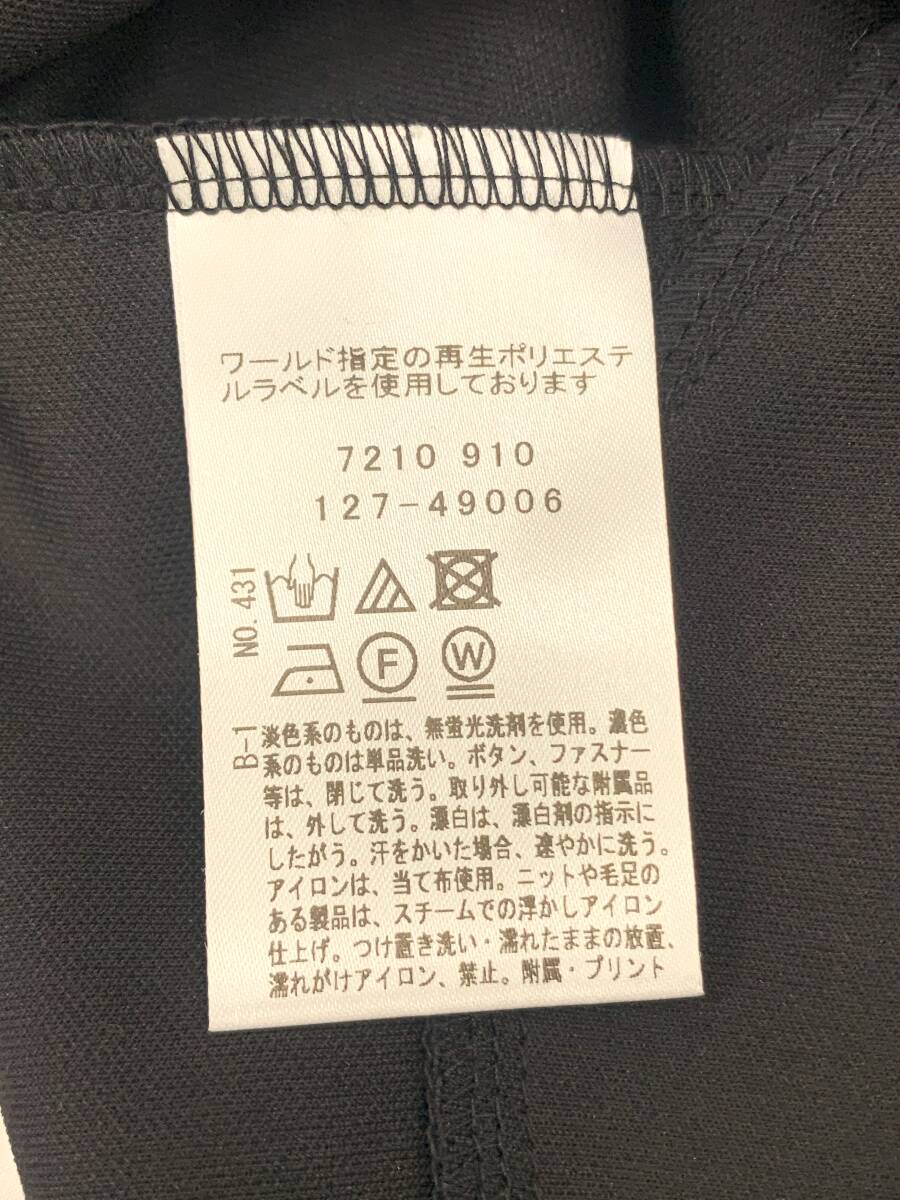 ワールド指定の再生ポリエステ
ルラベルを使用しております
7210 910
127-49006
NO. 431
F
W
B-1
淡色系のものは、無蛍光洗剤を使用。濃色
系のものは単品洗い。ボタン、ファスナー
等は、閉じて洗う。取り外し可能な附属品
は、外して洗う。漂白は、漂白剤の指示に
したがう。汗をかいた場合、速やかに洗う。
アイロンは、当て布使用。ニットや毛足の
ある製品は、スチームでの浮かしアイロン
仕上げ。つけ置き洗い・濡れたままの放置、
濡れがけアイロン、禁止。附属・プリント